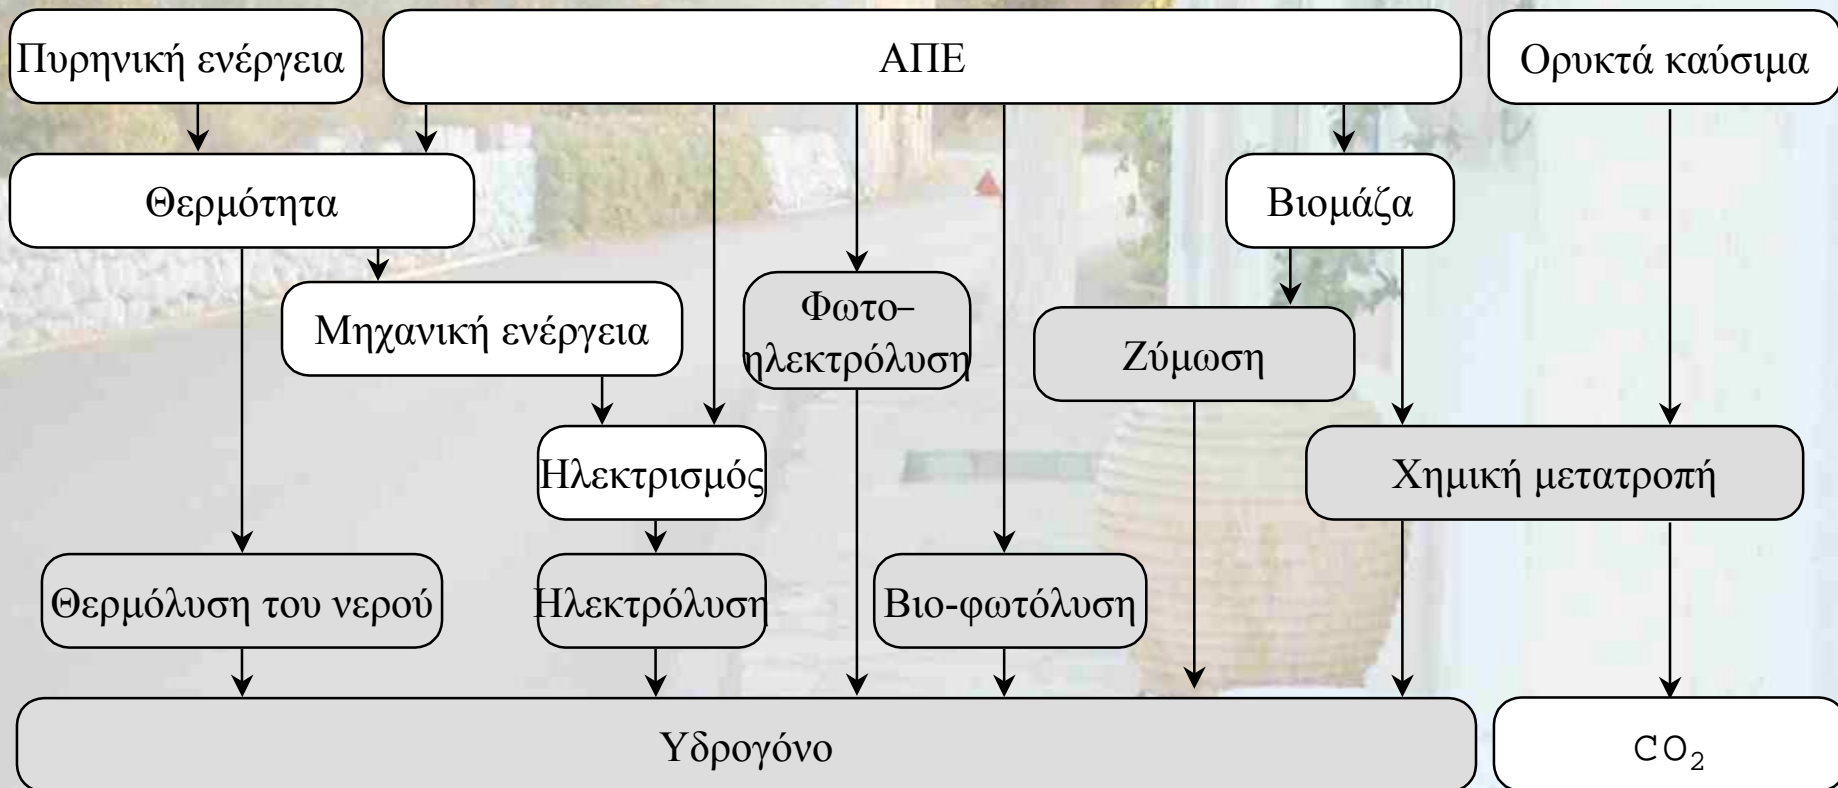 Πυρηνική ενέργεια
ΑΠΕ
Ορυκτά καύσιμα
Θερμότητα
Βιομάζα
Μηχανική ενέργεια
Φωτο–
ηλεκτρόλυση
Ζύμωση
Ηλεκτρισμός
Χημική μετατροπή
Θερμόλυση του νερού
Ηλεκτρόλυση
Βιο-φωτόλυση
Υδρογόνο
CO₂